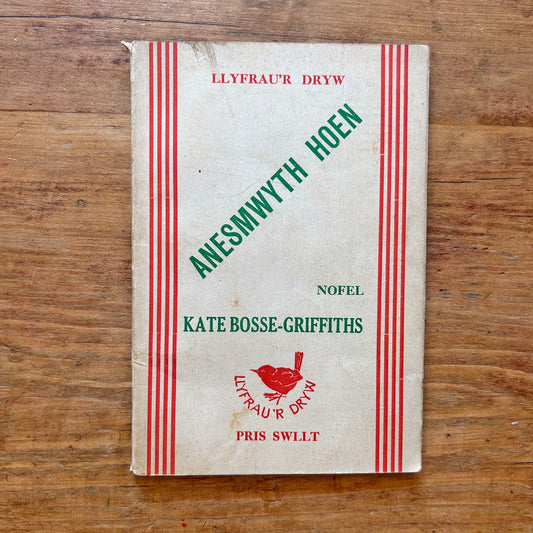 LLYFRAU'R DRYW
ANESMWYTH HOEN
NOFEL
KATE BOSSE-GRIFFITHS
LLYFRAU'R DRYW
PRIS SWLLT